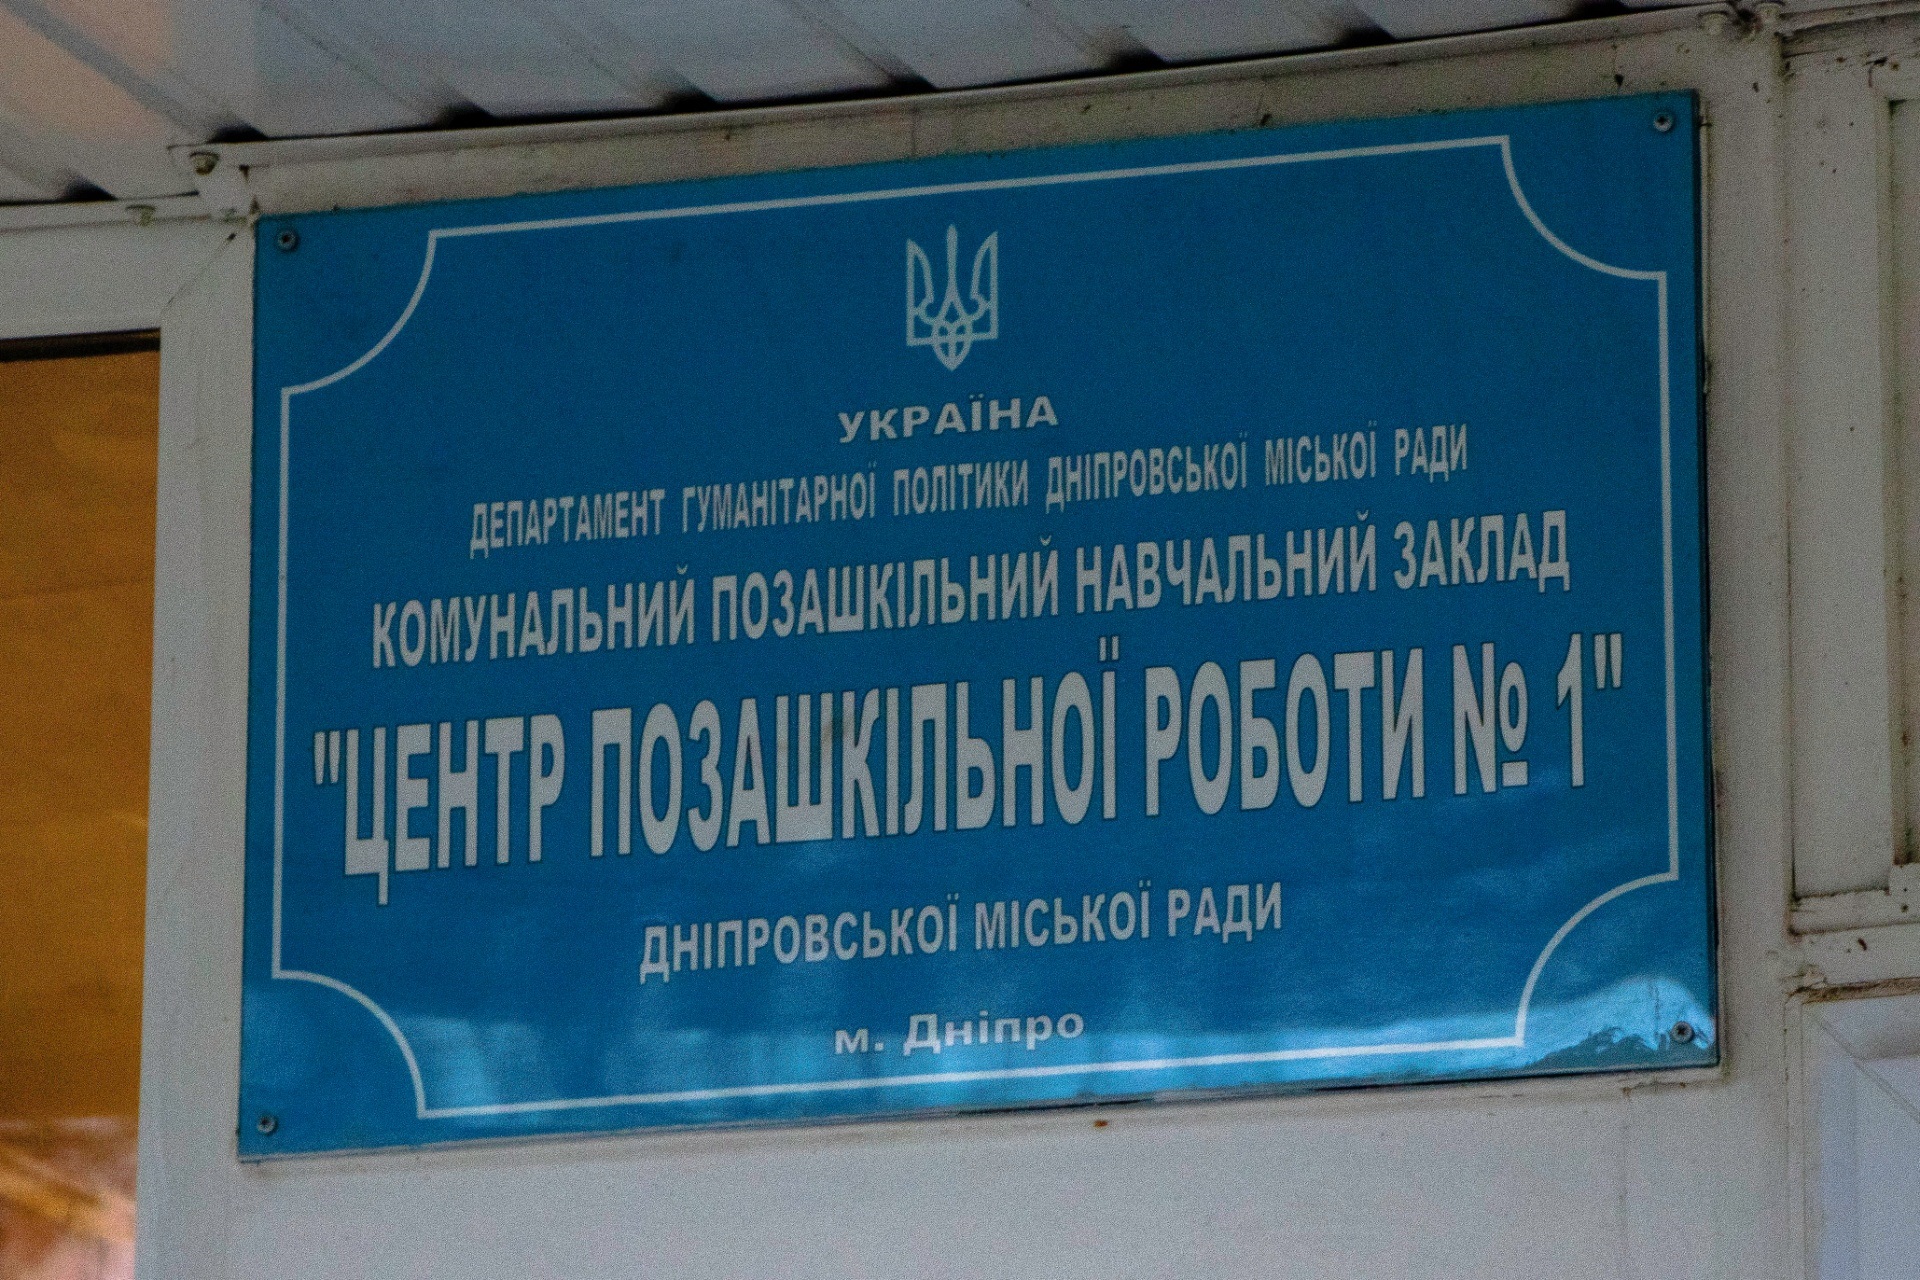 УКРАЇНА
ДЕПАРТАМЕНТ ГУМАНІТАРНОЇ ПОЛІТИКИ ДНІПРОВСЬКОЇ МІСЬКОЇ РАДИ
КОМУНАЛЬНИЙ ПОЗАШКІЛЬНИЙ НАВЧАЛЬНИЙ ЗАКЛАД
"ЦЕНТР ПОЗАШКІЛЬНОЇ РОБОТИ № 1"
ДНІПРОВСЬКОЇ МІСЬКОЇ РАДИ
м. Дніпро